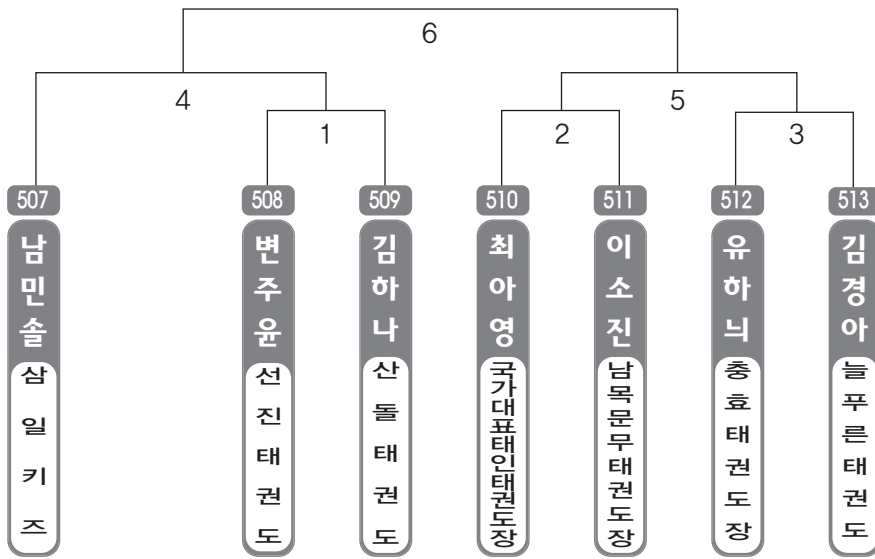 6
4
5
1
2
3
507
508
509
510
511
512
513
남민솔
변주윤
김하나
최아영
이소진
유하늬
김경아
삼일키즈
선진태권도
산돌태권도
국가대표태인태권도장
남목문무태권도장
충효태권도장
늘푸른태권도